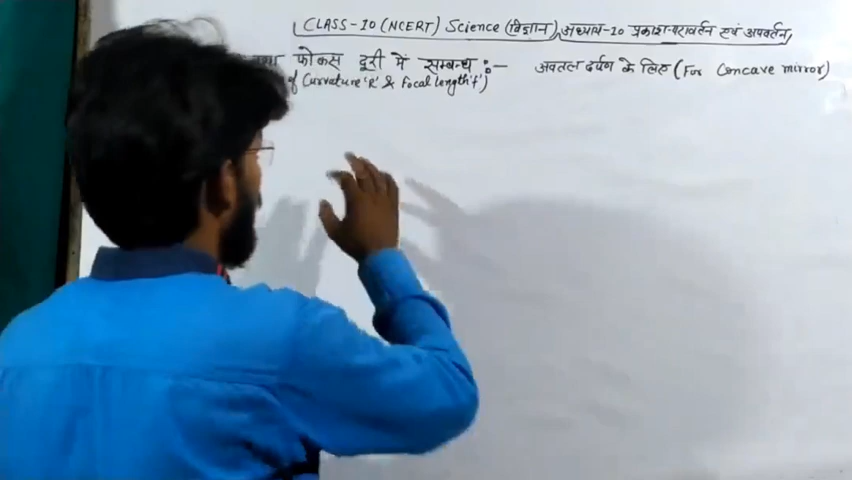 CLASS-10 (NCERT) Science (विज्ञान), अध्याय-10 प्रकाश-परावर्तन एवं अपवर्तन
फोकस दूरी में सम्बन्ध :- अवतल दर्पण के लिए (For Concave mirror)
of Curvature 'R' & Focal length 'f')